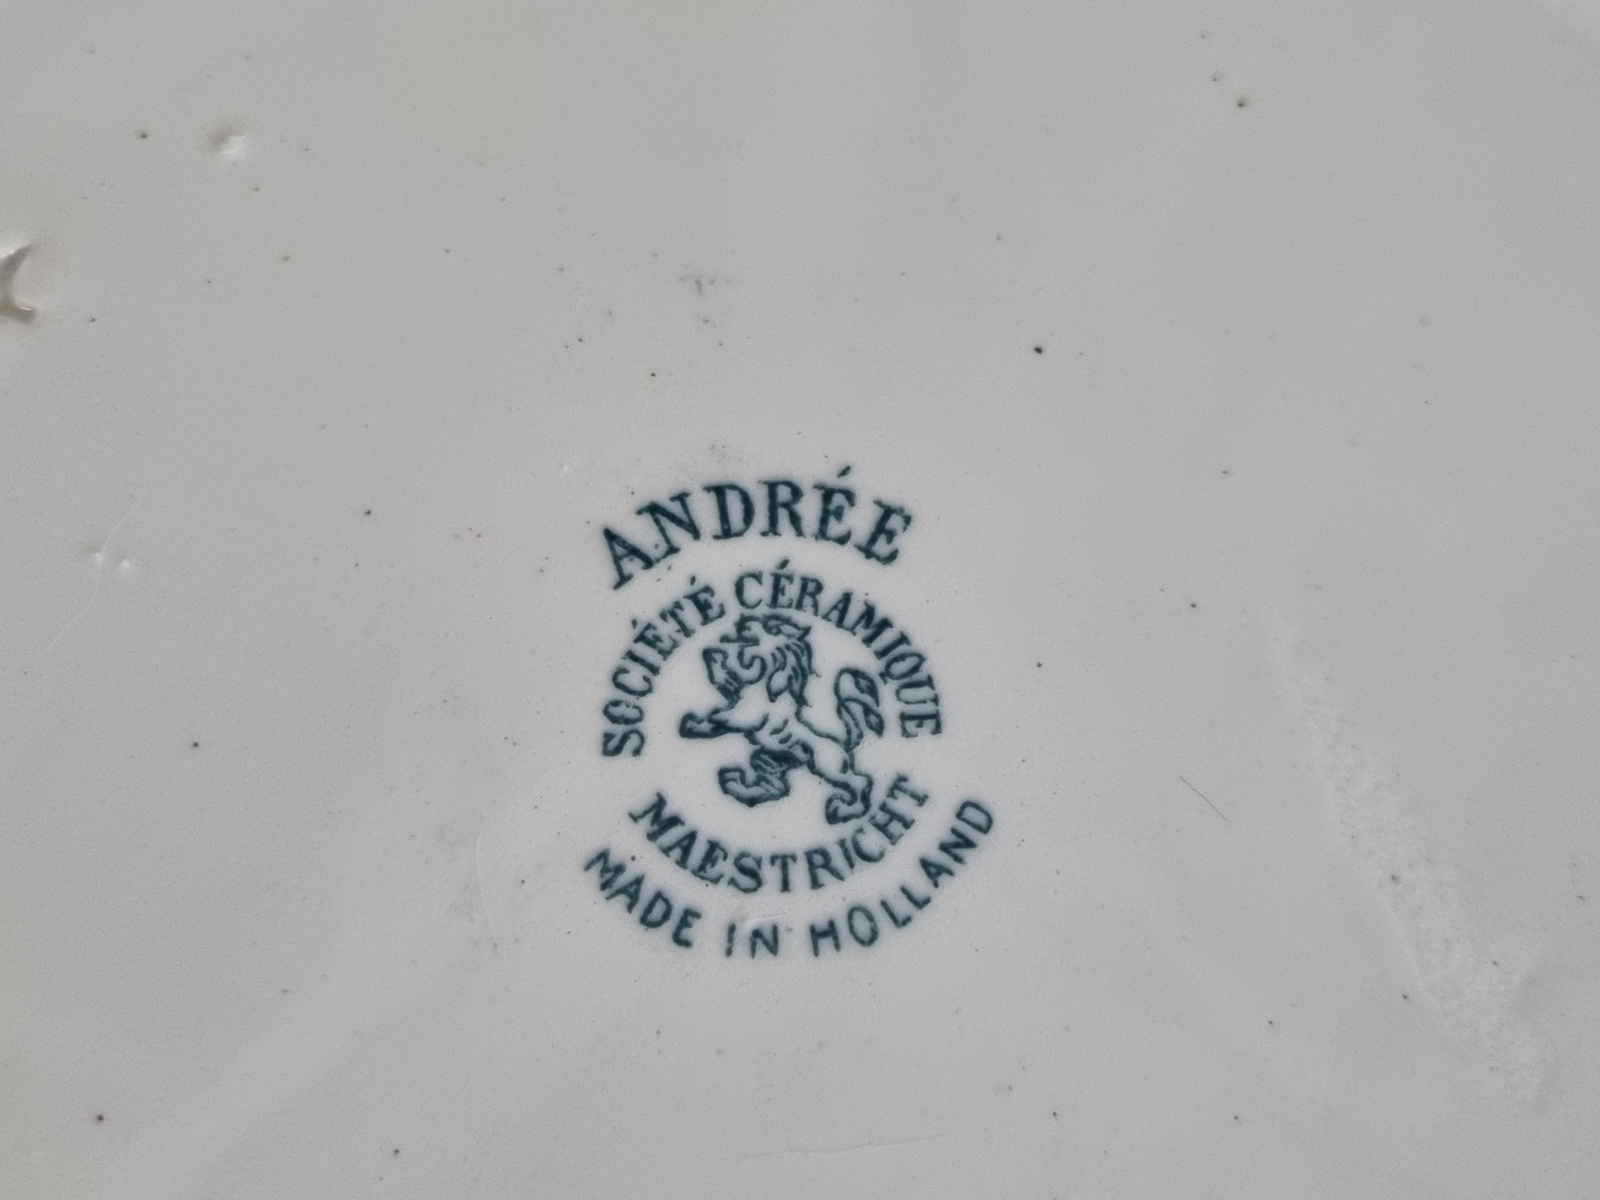 ANDRÉE
SOCIÉTÉ CÉRAMIQUE
MAESTRICHT
MADE IN HOLLAND